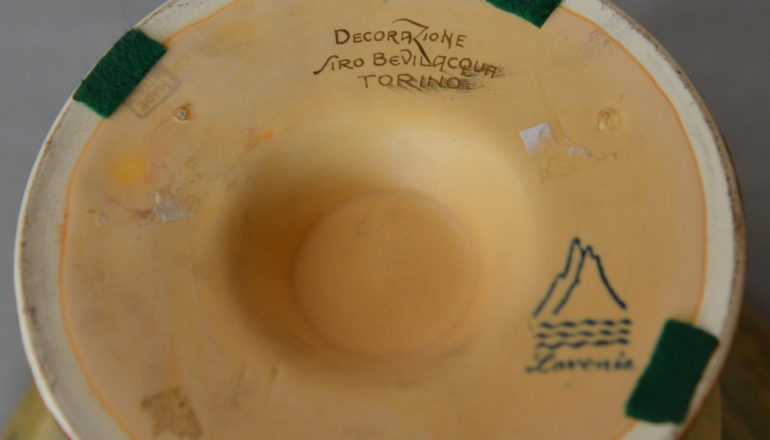 DECORAZIONE
SIRO BEVILACQUA
TORINO
Lavenia